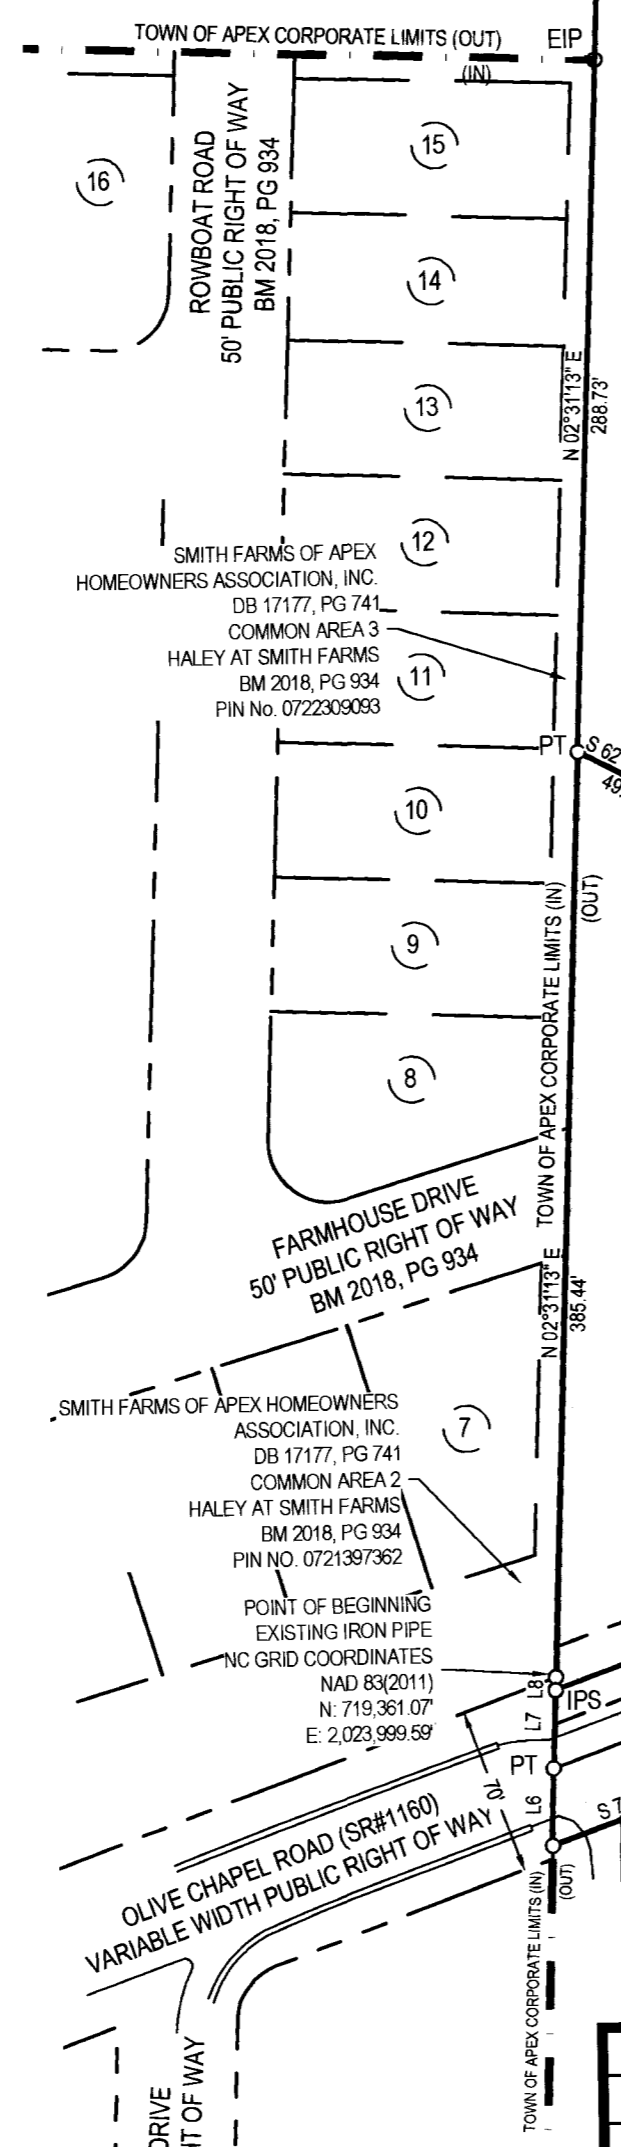 TOWN OF APEX CORPORATE LIMITS (OUT)
EIP
(IN)
16
ROWBOAT ROAD
50' PUBLIC RIGHT OF WAY
BM 2018, PG 934
15
14
13
N 02°31'13" E
288.73'
12
SMITH FARMS OF APEX
HOMEOWNERS ASSOCIATION, INC.
DB 17177, PG 741
COMMON AREA 3
HALEY AT SMITH FARMS
BM 2018, PG 934
PIN No. 0722309093
11
PT
S 62
49.
10
9
8
TOWN OF APEX CORPORATE LIMITS (IN)
(OUT)
FARMHOUSE DRIVE
50' PUBLIC RIGHT OF WAY
BM 2018, PG 934
N 02°31'13" E
385.44'
SMITH FARMS OF APEX HOMEOWNERS
ASSOCIATION, INC.
DB 17177, PG 741
COMMON AREA 2
HALEY AT SMITH FARMS
BM 2018, PG 934
PIN NO. 0721397362
7
POINT OF BEGINNING
EXISTING IRON PIPE
NC GRID COORDINATES
NAD 83(2011)
N: 719,361.07'
E: 2,023,999.59'
L8
IPS
L7
PT
70'
L6
S 7
OLIVE CHAPEL ROAD (SR#1160)
VARIABLE WIDTH PUBLIC RIGHT OF WAY
TOWN OF APEX CORPORATE LIMITS (IN)
(OUT)
DRIVE
HT OF WAY